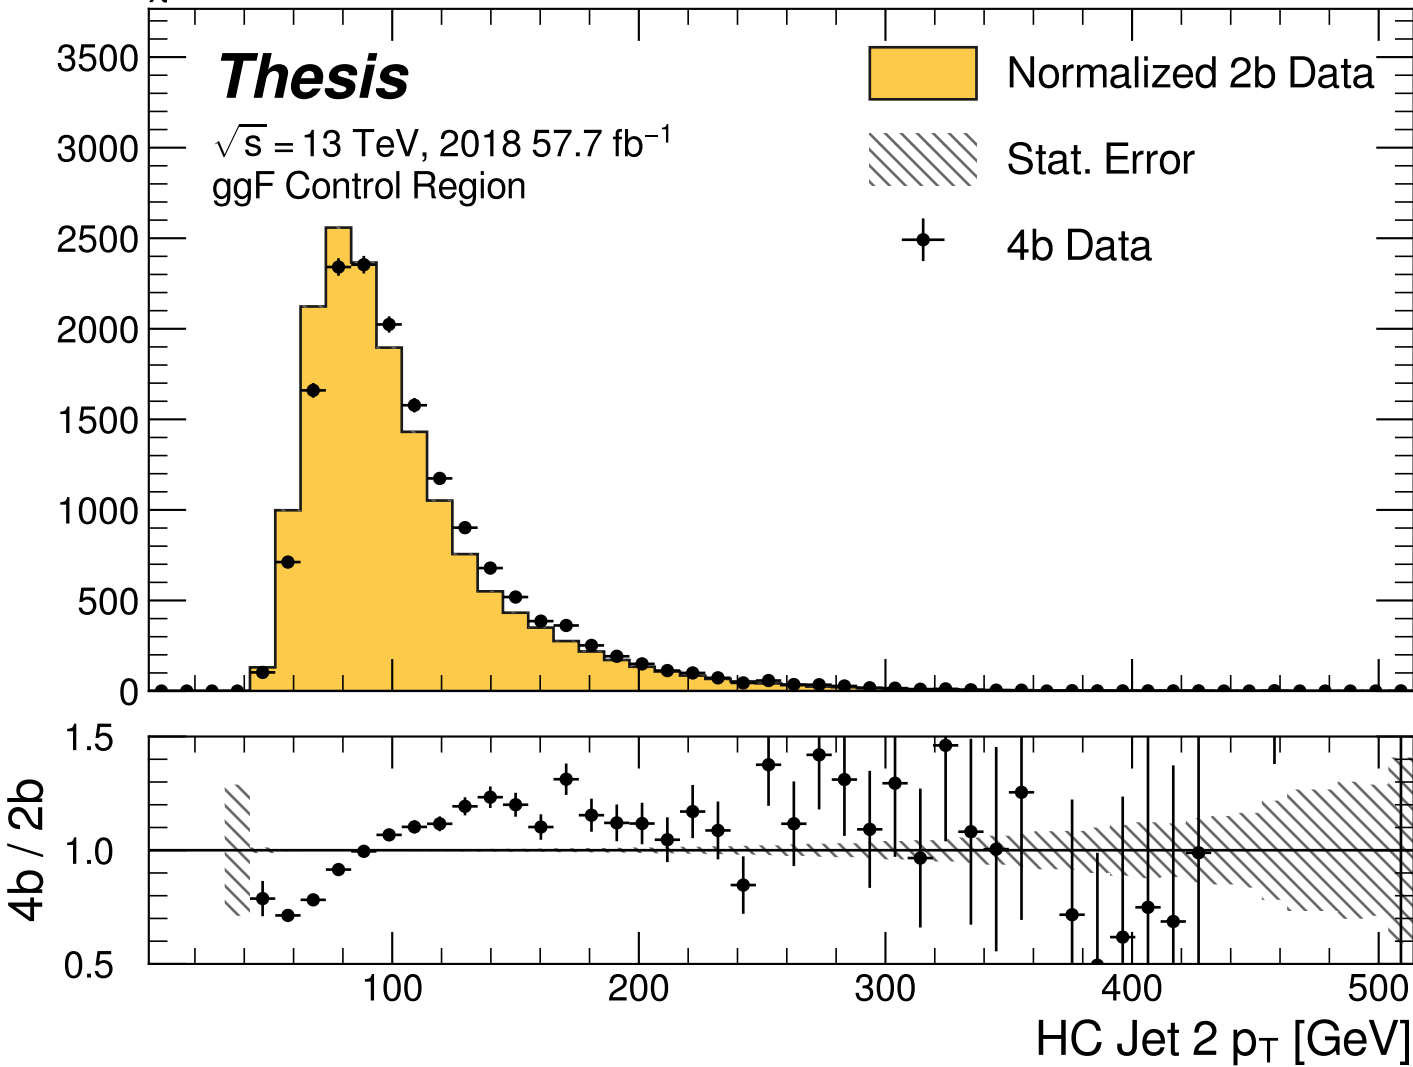 Thesis
√s = 13 TeV, 2018 57.7 fb⁻¹
ggF Control Region
Normalized 2b Data
Stat. Error
4b Data
3500
3000
2500
2000
1500
1000
500
0
4b / 2b
1.5
1.0
0.5
100 200 300 400 500
HC Jet 2 p_T [GeV]